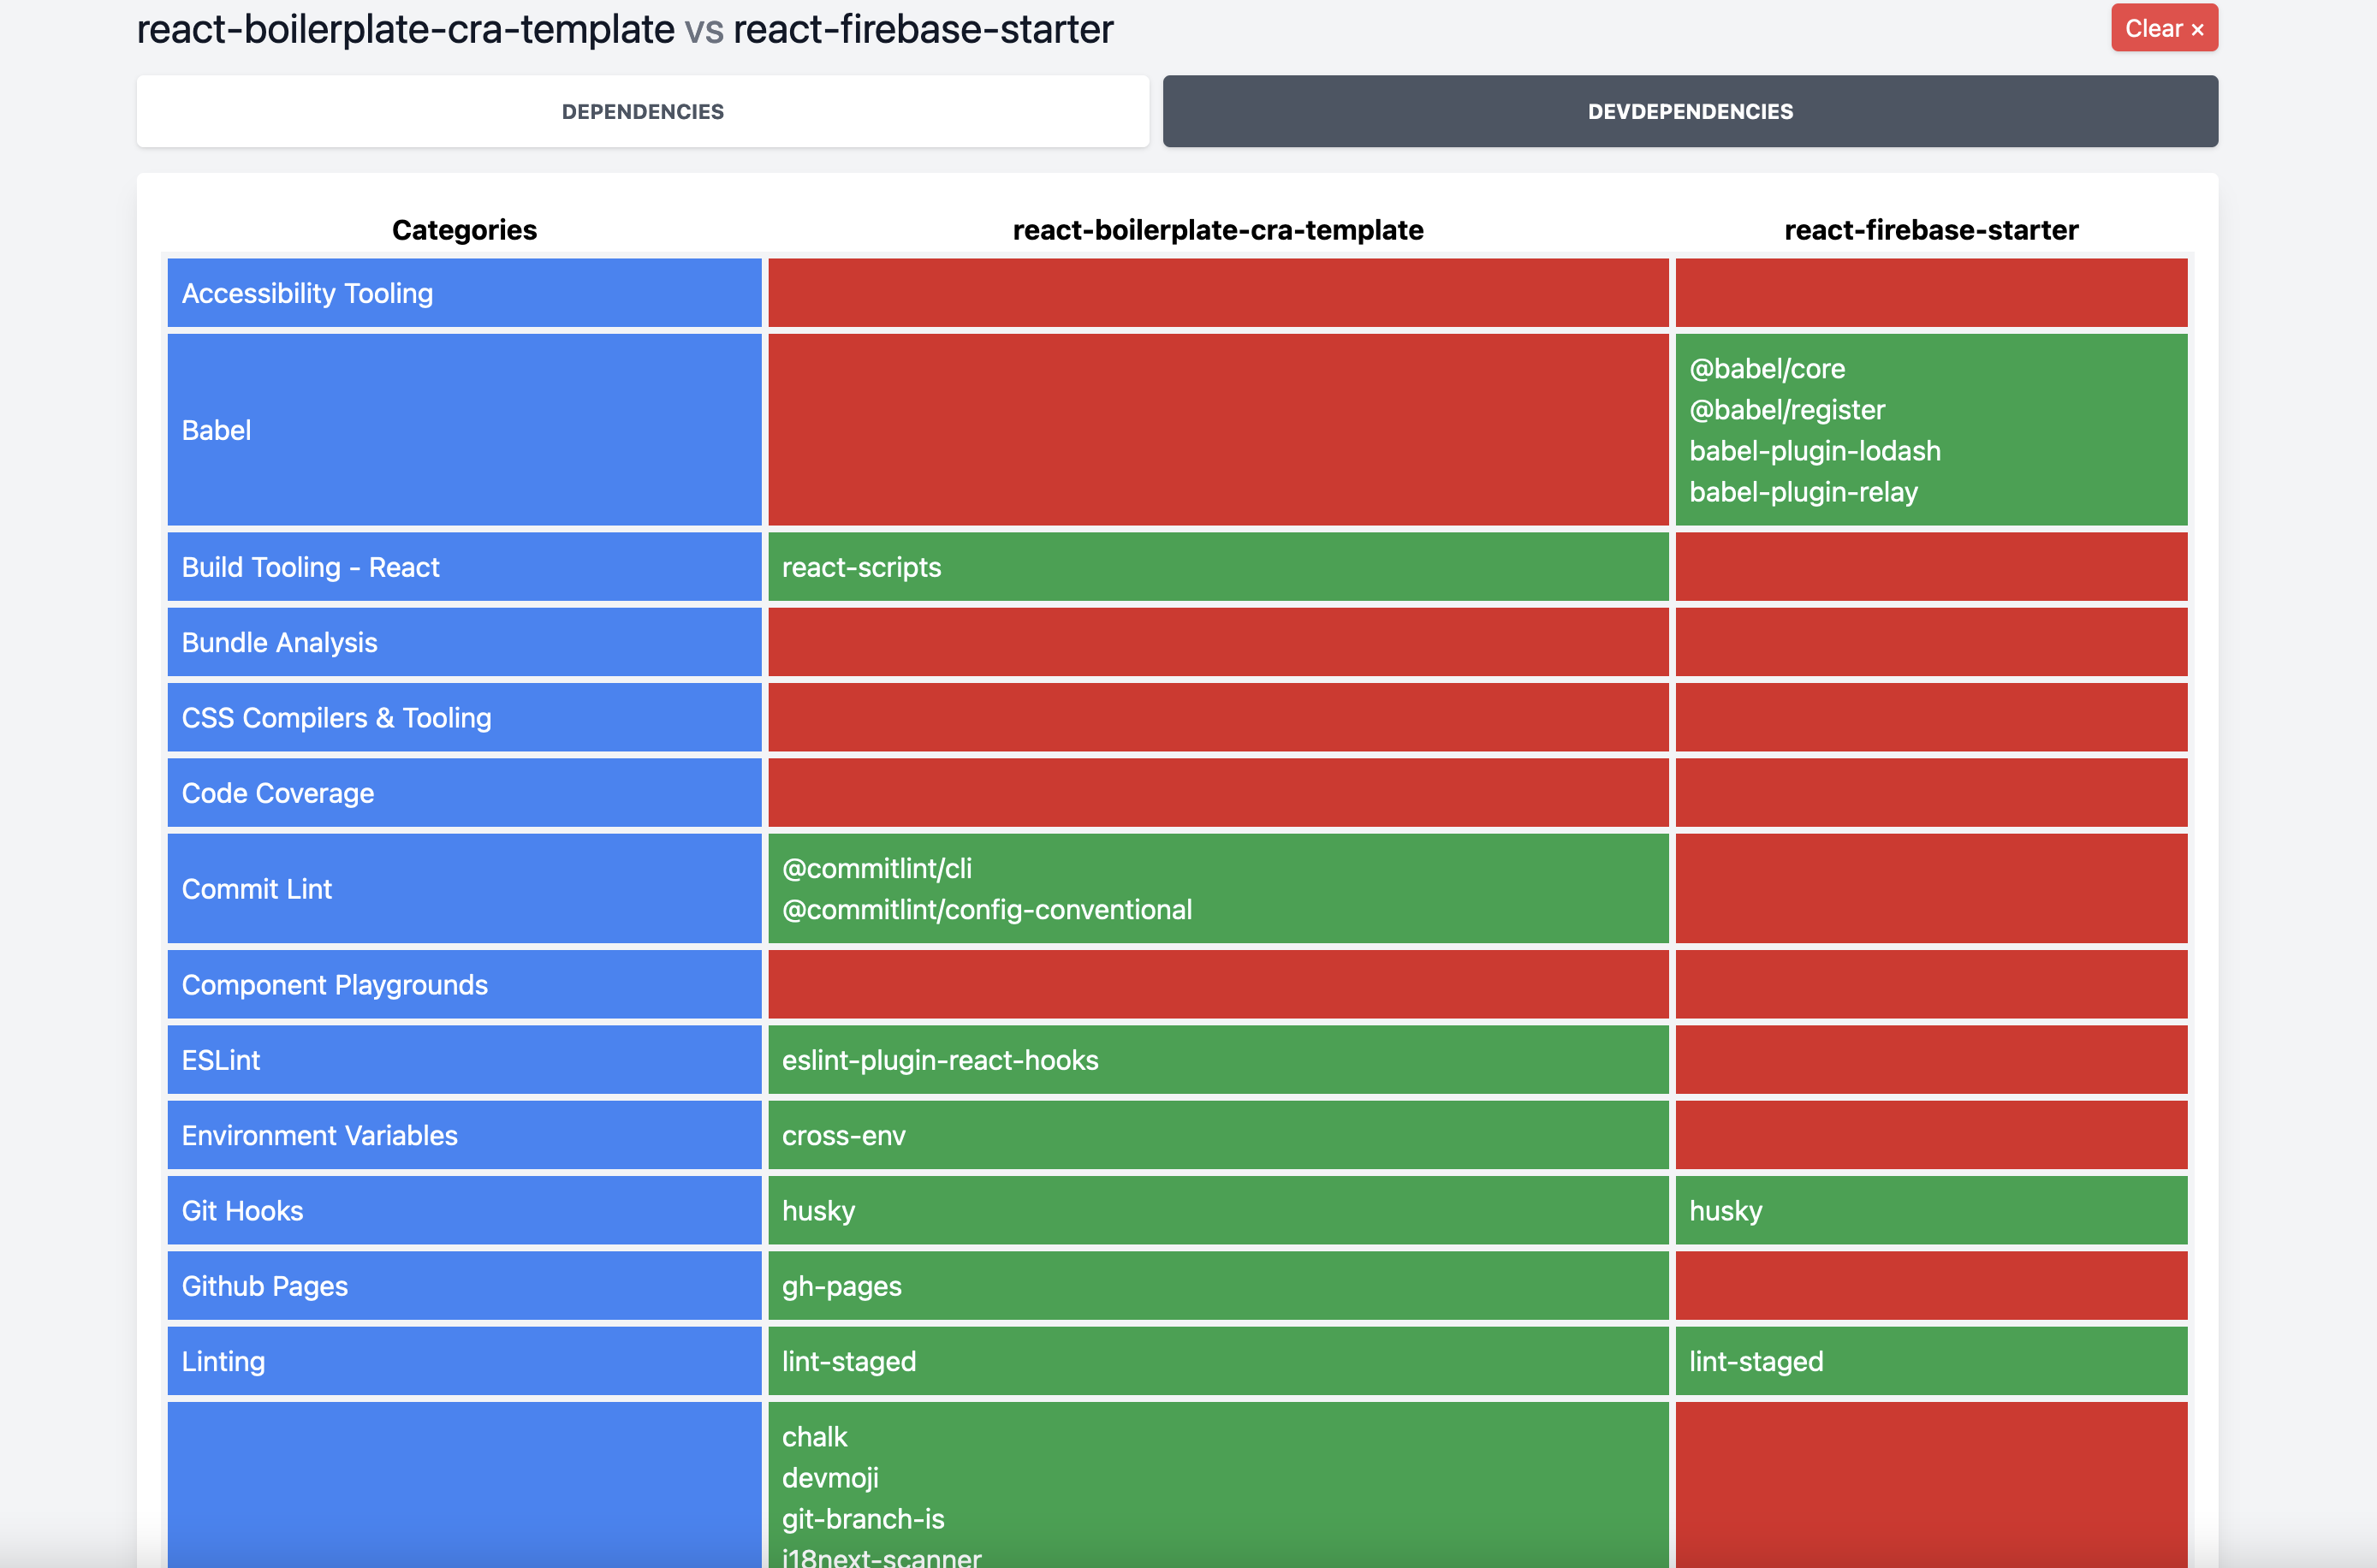 react-boilerplate-cra-template vs react-firebase-starter
Clear ×
DEPENDENCIES
DEVDEPENDENCIES
Categories
react-boilerplate-cra-template
react-firebase-starter
Accessibility Tooling
Babel
@babel/core
@babel/register
babel-plugin-lodash
babel-plugin-relay
Build Tooling - React
react-scripts
Bundle Analysis
CSS Compilers & Tooling
Code Coverage
Commit Lint
@commitlint/cli
@commitlint/config-conventional
Component Playgrounds
ESLint
eslint-plugin-react-hooks
Environment Variables
cross-env
Git Hooks
husky
husky
Github Pages
gh-pages
Linting
lint-staged
lint-staged
chalk
devmoji
git-branch-is
i18next-scanner